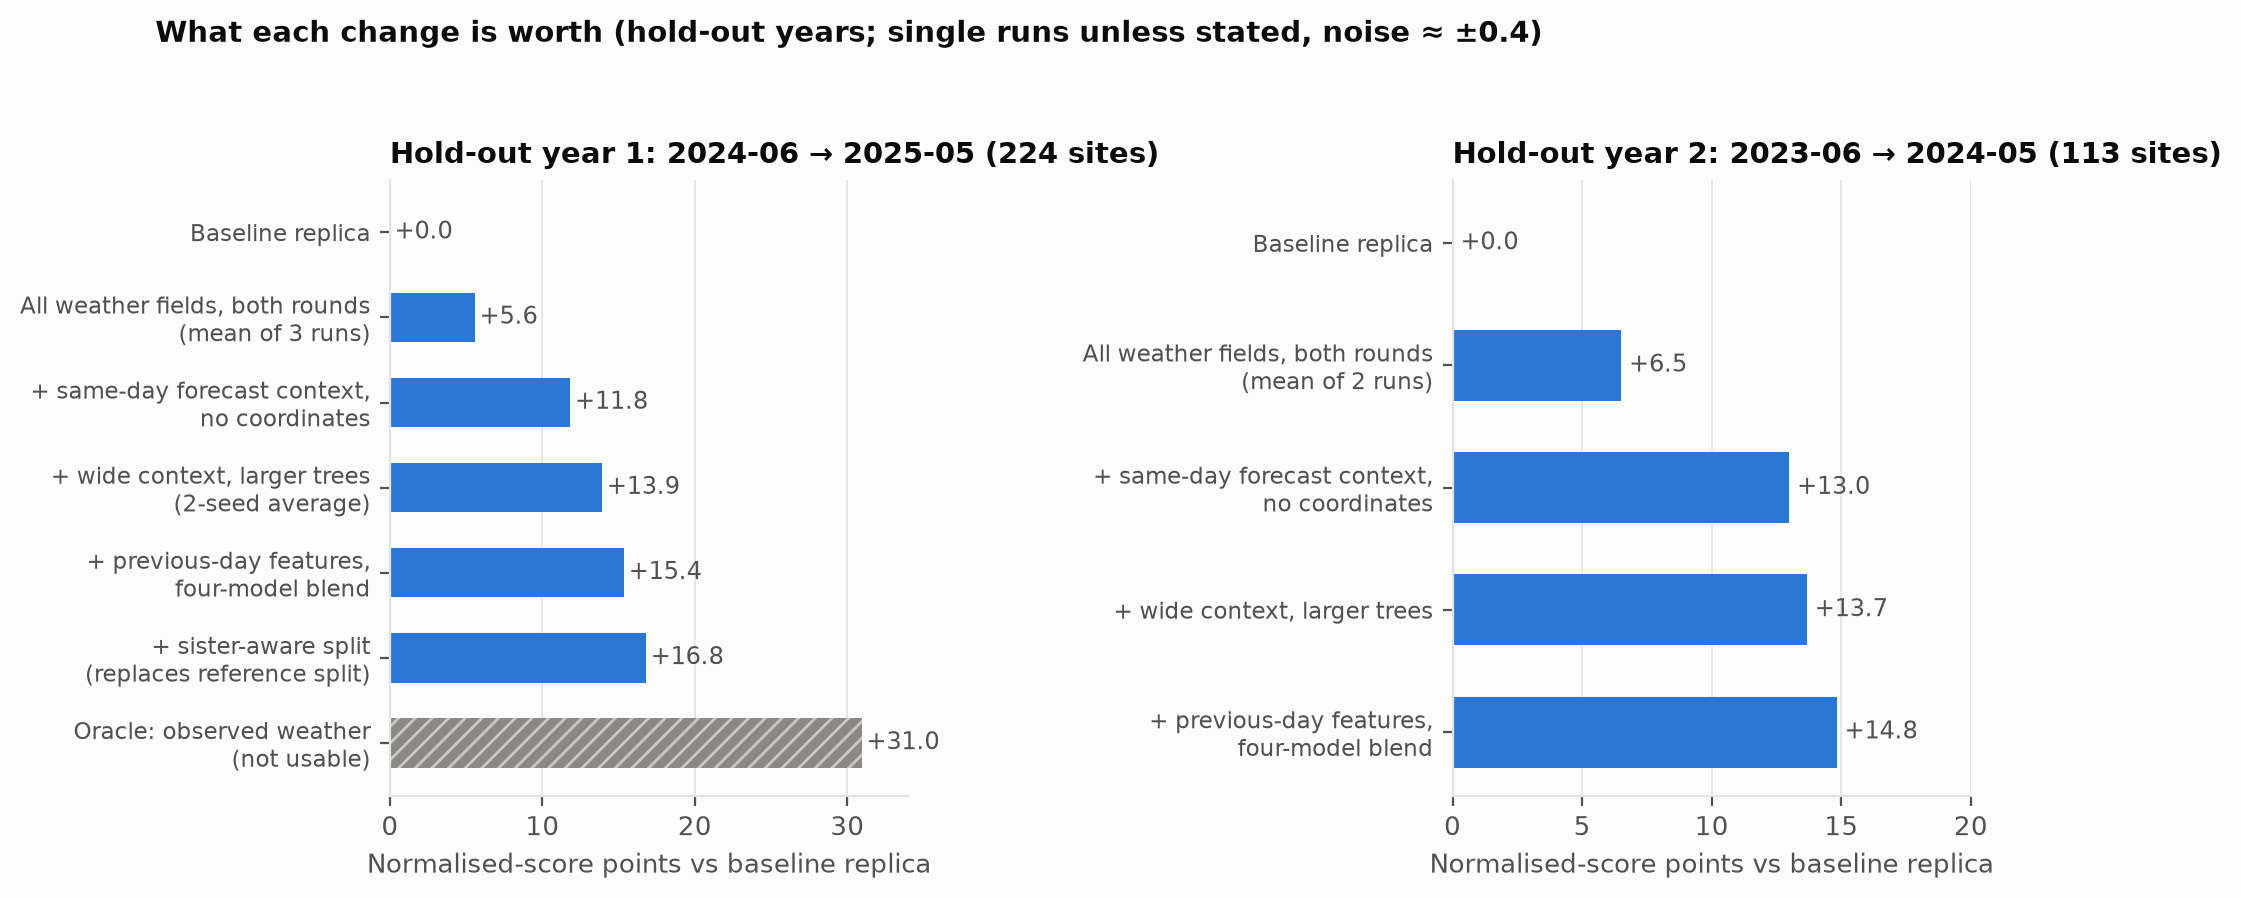 What each change is worth (hold-out years; single runs unless stated, noise ≈ ±0.4)
Hold-out year 1: 2024-06 → 2025-05 (224 sites)
Baseline replica
+0.0
All weather fields, both rounds
(mean of 3 runs)
+5.6
+ same-day forecast context,
no coordinates
+11.8
+ wide context, larger trees
(2-seed average)
+13.9
+ previous-day features,
four-model blend
+15.4
+ sister-aware split
(replaces reference split)
+16.8
Oracle: observed weather
(not usable)
+31.0
0 10 20 30
Normalised-score points vs baseline replica
Hold-out year 2: 2023-06 → 2024-05 (113 sites)
Baseline replica
+0.0
All weather fields, both rounds
(mean of 2 runs)
+6.5
+ same-day forecast context,
no coordinates
+13.0
+ wide context, larger trees
+13.7
+ previous-day features,
four-model blend
+14.8
0 5 10 15 20
Normalised-score points vs baseline replica